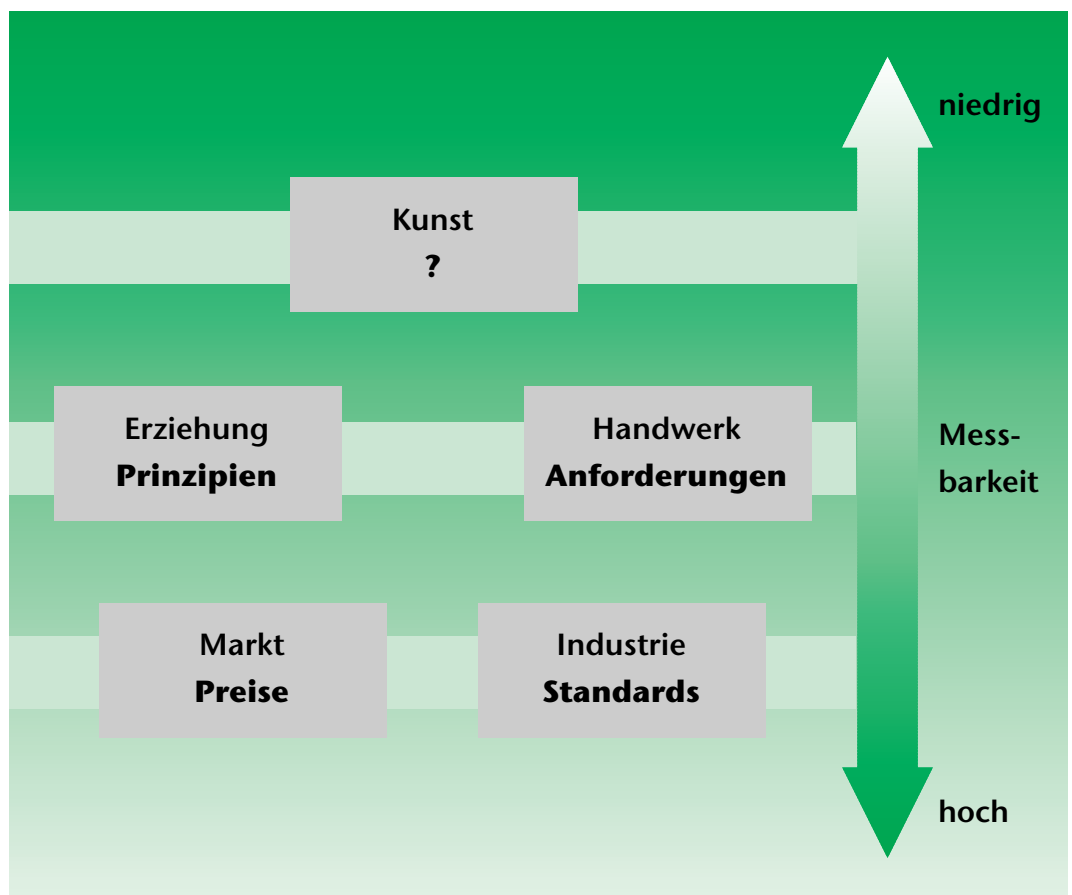 niedrig
Kunst
?
Erziehung
Prinzipien
Handwerk
Anforderungen
Mess-
barkeit
Markt
Preise
Industrie
Standards
hoch